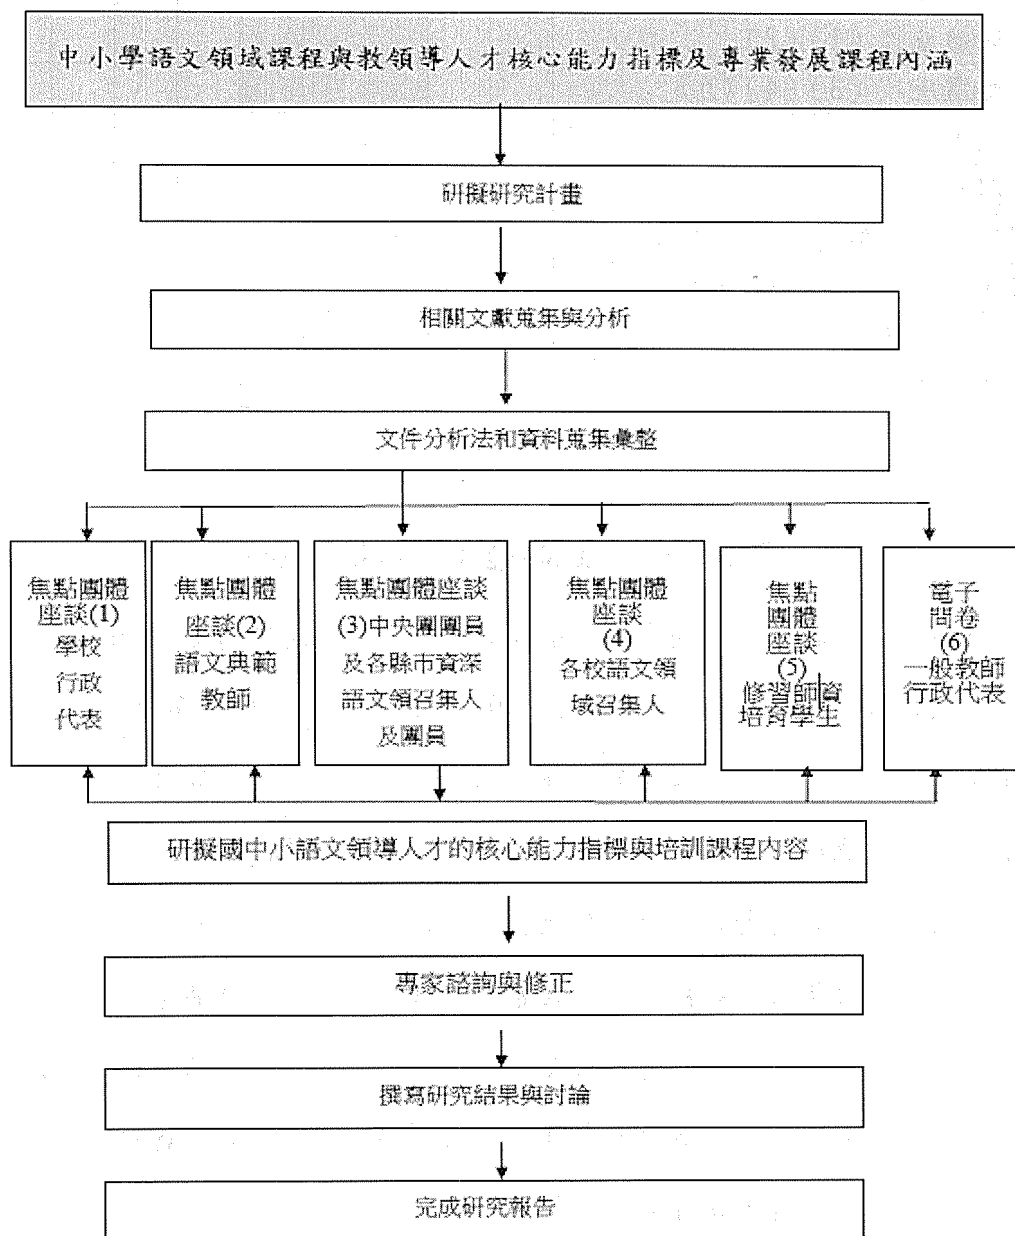 中小學語文領域課程與教領導人才核心能力指標及專業發展課程內涵
研擬研究計畫
相關文獻蒐集與分析
文件分析法和資料蒐集彙整
焦點團體
座談(1)
學校
行政
代表
焦點團體
座談(2)
語文典範
教師
焦點團體座談
(3)中央團團員
及各縣市資深
語文領召集人
及團員
焦點團體
座談
(4)
各校語文領
域召集人
焦點
團體
座談
(5)
修習師資
培育學生
電子
問卷
(6)
一般教師
行政代表
研擬國中小語文領導人才的核心能力指標與培訓課程內容
專家諮詢與修正
撰寫研究結果與討論
完成研究報告